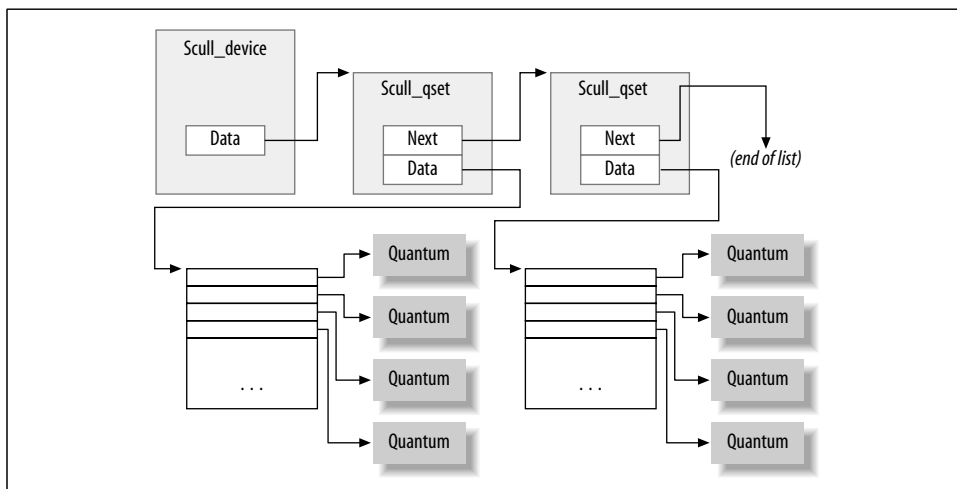 Scull_device
Scull_qset
Scull_qset
Data
Next
Data
Next
Data
(end of list)
Quantum
Quantum
Quantum
Quantum
Quantum
Quantum
Quantum
Quantum
. . .
. . .